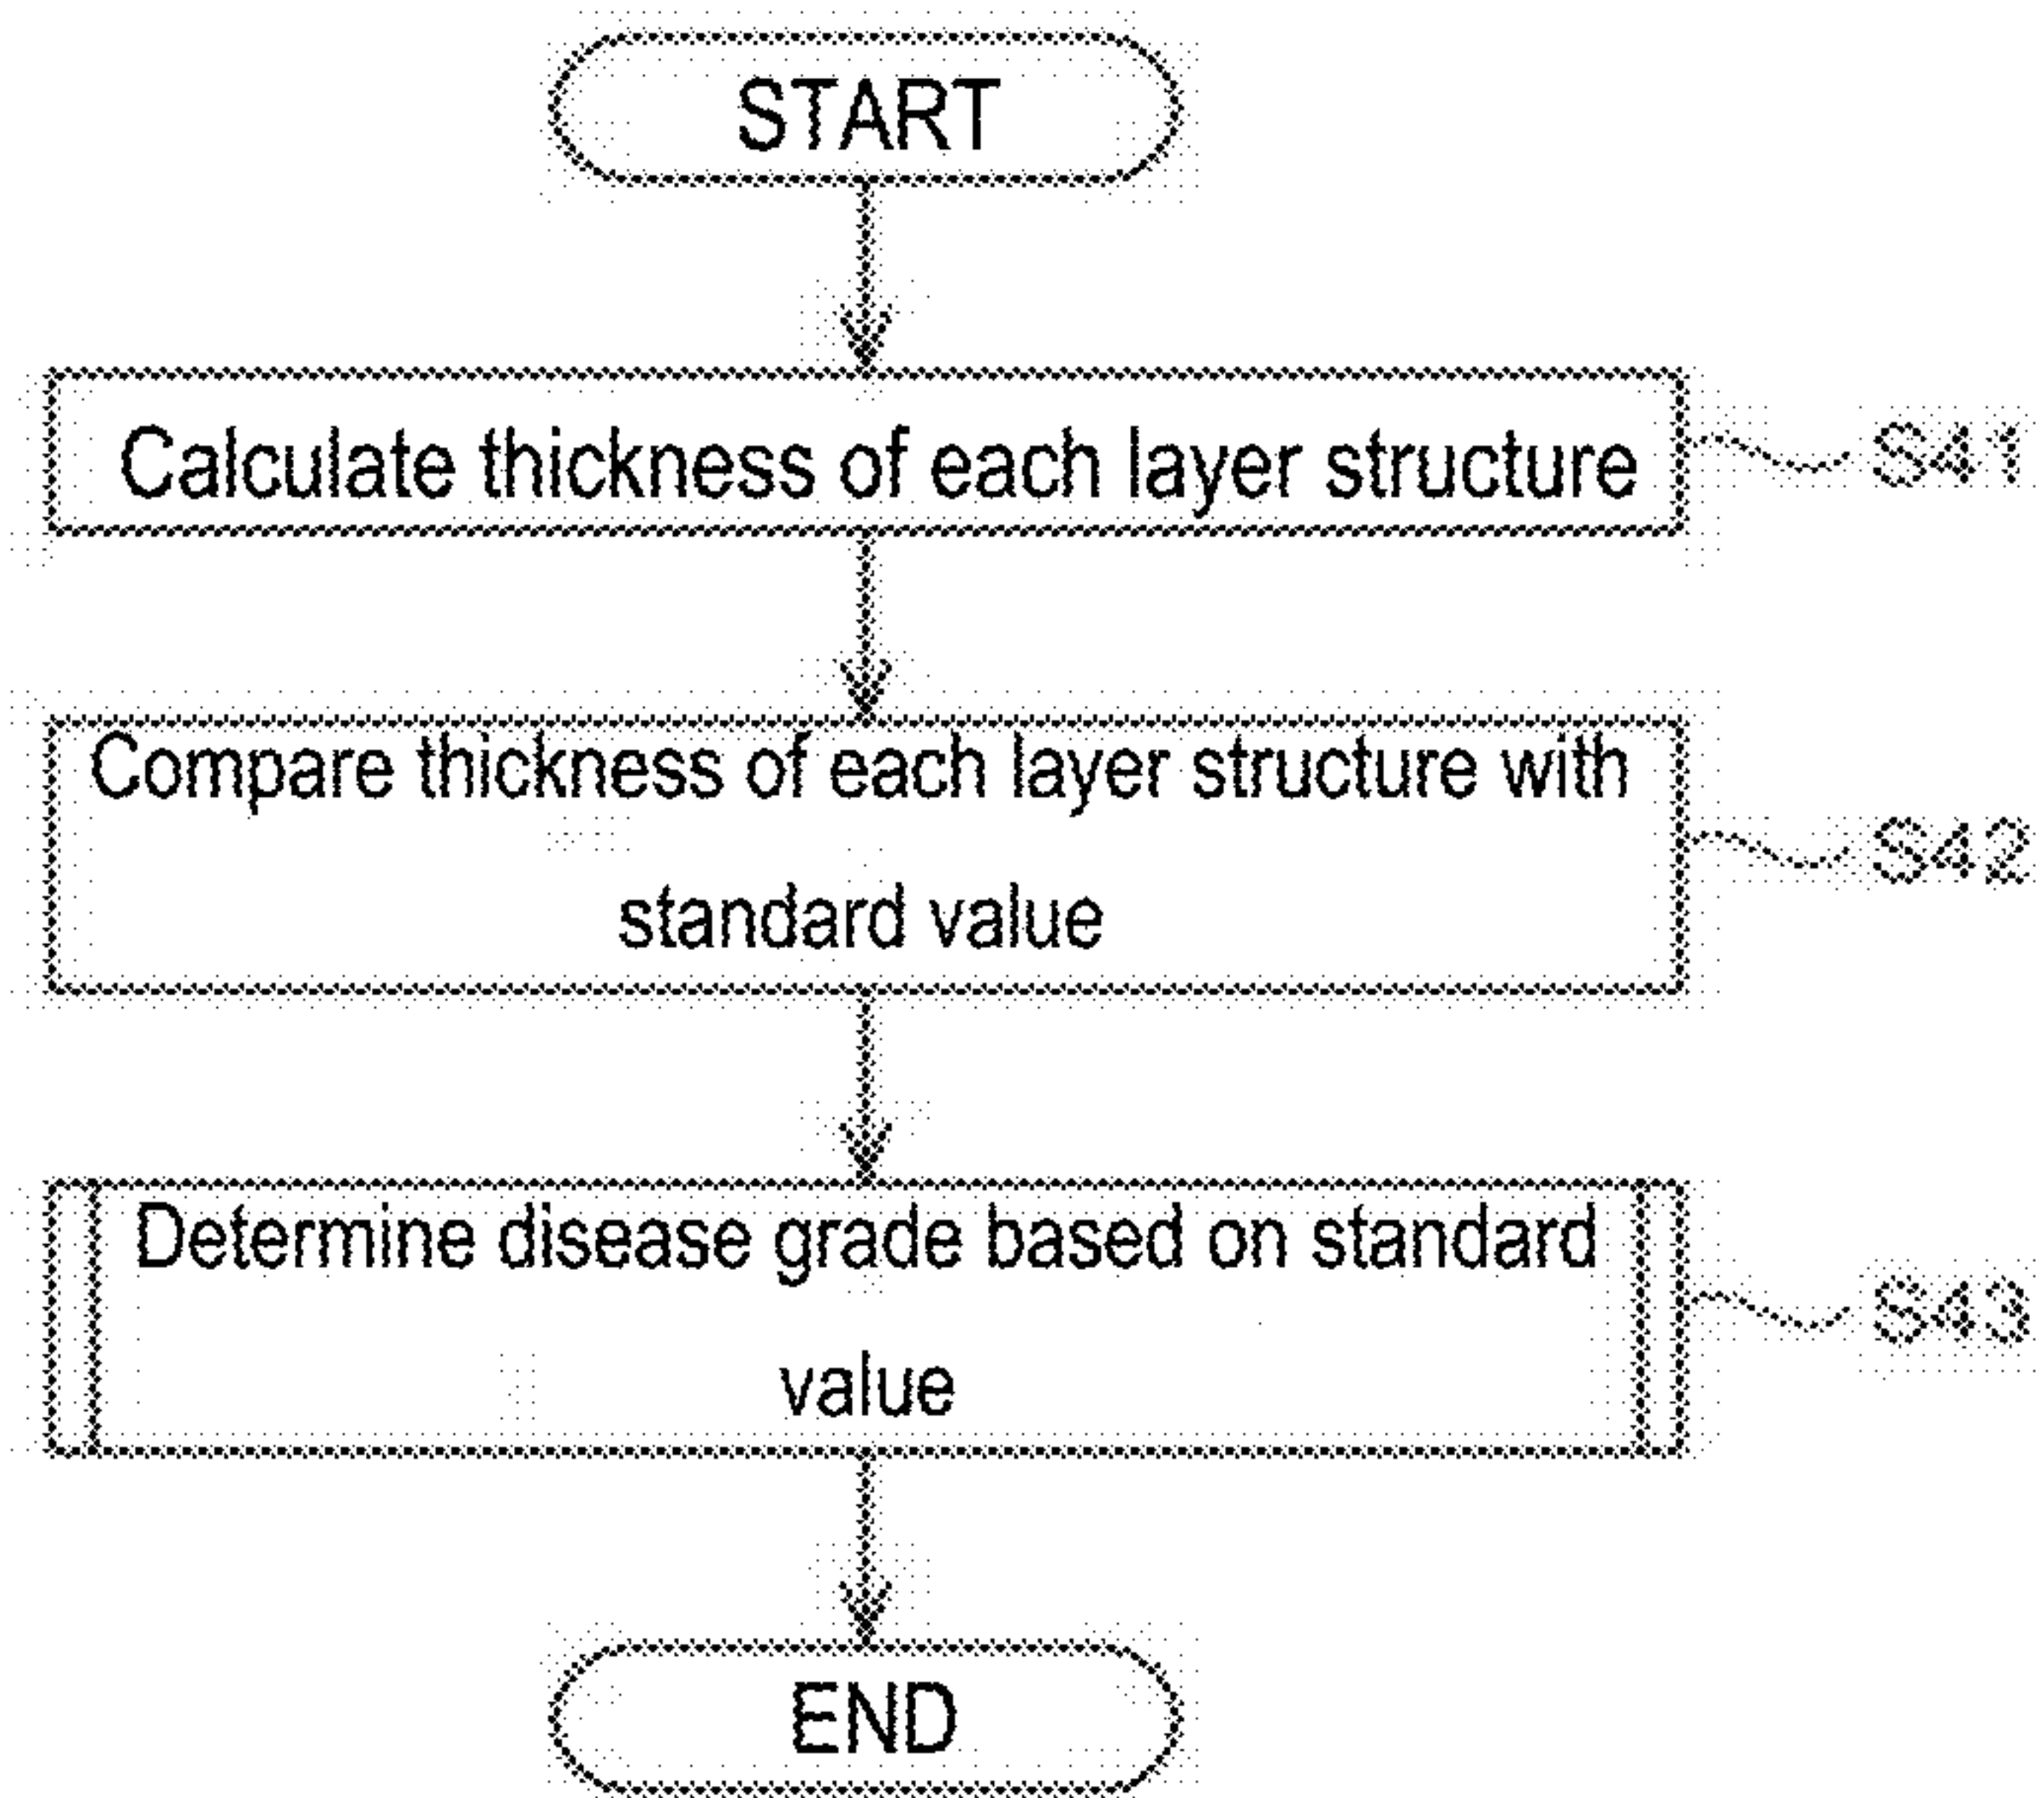 START
Calculate thickness of each layer structure
S41
Compare thickness of each layer structure with
standard value
S42
Determine disease grade based on standard
value
S43
END